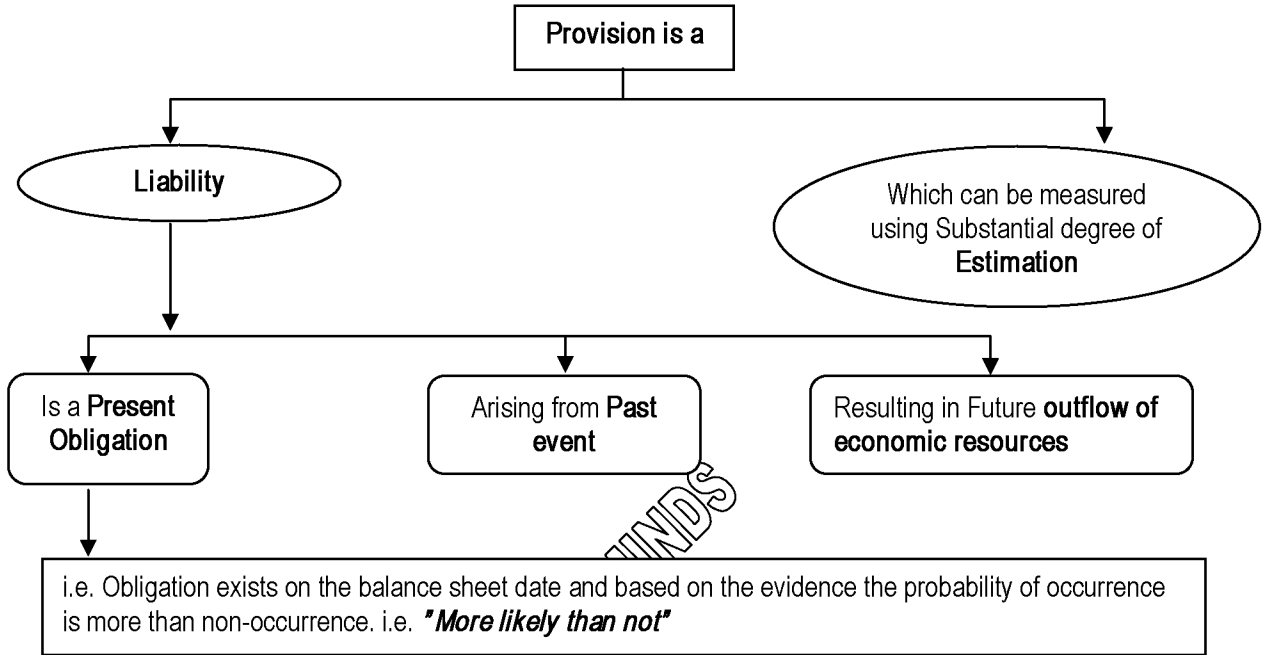 Provision is a
Liability
Which can be measured
using Substantial degree of
Estimation
Is a Present
Obligation
Arising from Past
event
Resulting in Future outflow of
economic resources
i.e. Obligation exists on the balance sheet date and based on the evidence the probability of occurrence
is more than non-occurrence. i.e. "More likely than not"